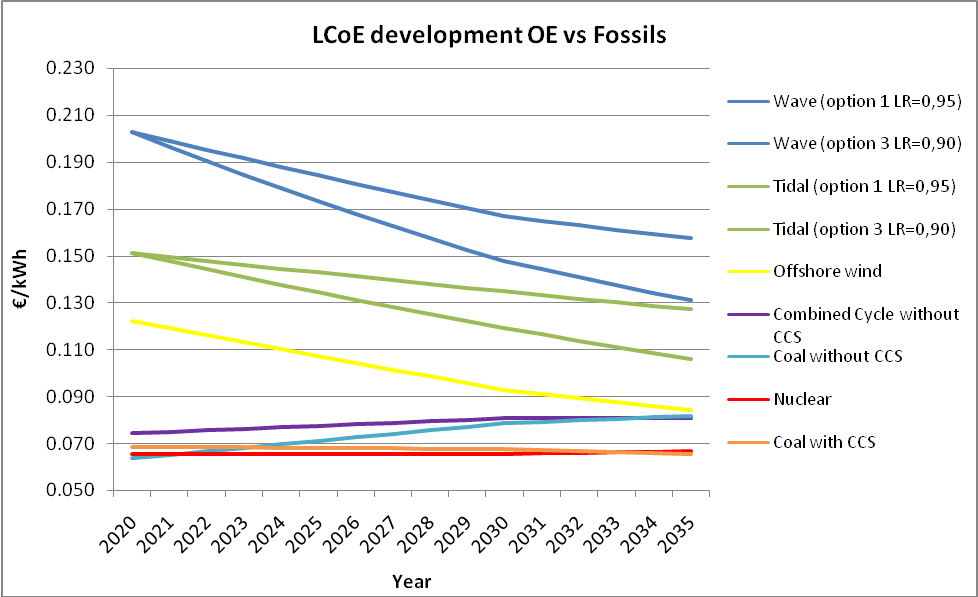 LCoE development OE vs Fossils
0.230
0.210
0.190
0.170
0.150
0.130
0.110
0.090
0.070
0.050
€/kWh
2020
2021
2022
2023
2024
2025
2026
2027
2028
2029
2030
2031
2032
2033
2034
2035
Year
Wave (option 1 LR=0,95)
Wave (option 3 LR=0,90)
Tidal (option 1 LR=0,95)
Tidal (option 3 LR=0,90)
Offshore wind
Combined Cycle without
CCS
Coal without CCS
Nuclear
Coal with CCS